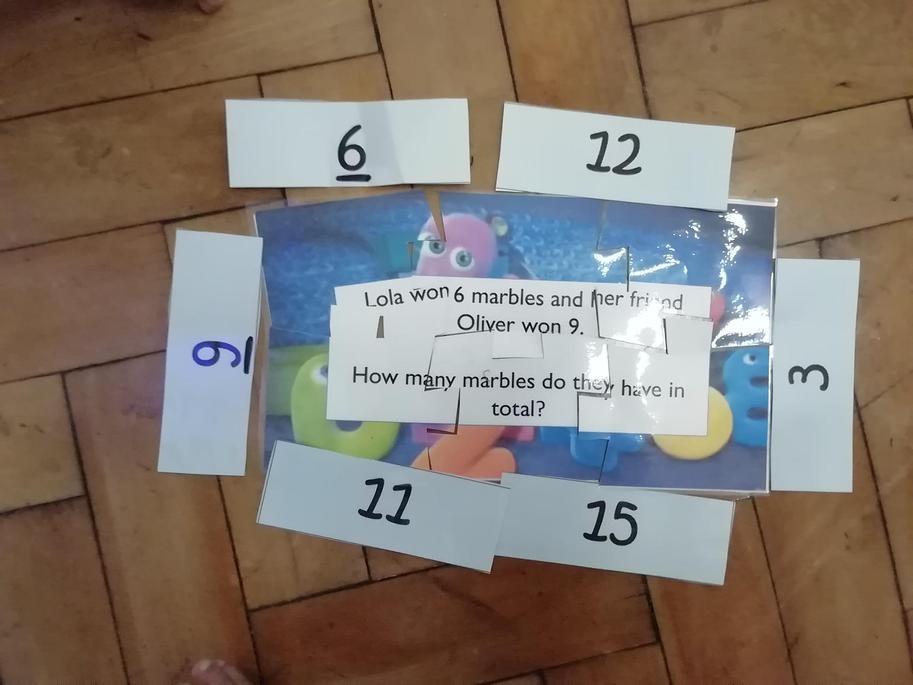 6
12
Lola won 6 marbles and her friend
Oliver won 9.
How many marbles do they have in
total?
9
3
11
15